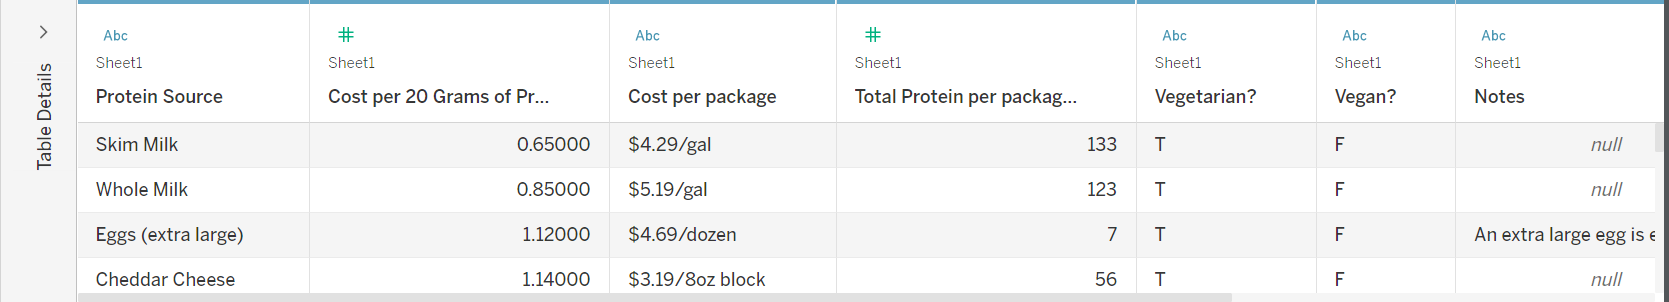 Table Details
Abc # Abc # Abc Abc Abc
Sheet1 Sheet1 Sheet1 Sheet1 Sheet1 Sheet1 Sheet1
Protein Source Cost per 20 Grams of Pr... Cost per package Total Protein per packag... Vegetarian? Vegan? Notes
Skim Milk 0.65000 $4.29/gal 133 T F null
Whole Milk 0.85000 $5.19/gal 123 T F null
Eggs (extra large) 1.12000 $4.69/dozen 7 T F An extra large egg is
Cheddar Cheese 1.14000 $3.19/8oz block 56 T F null